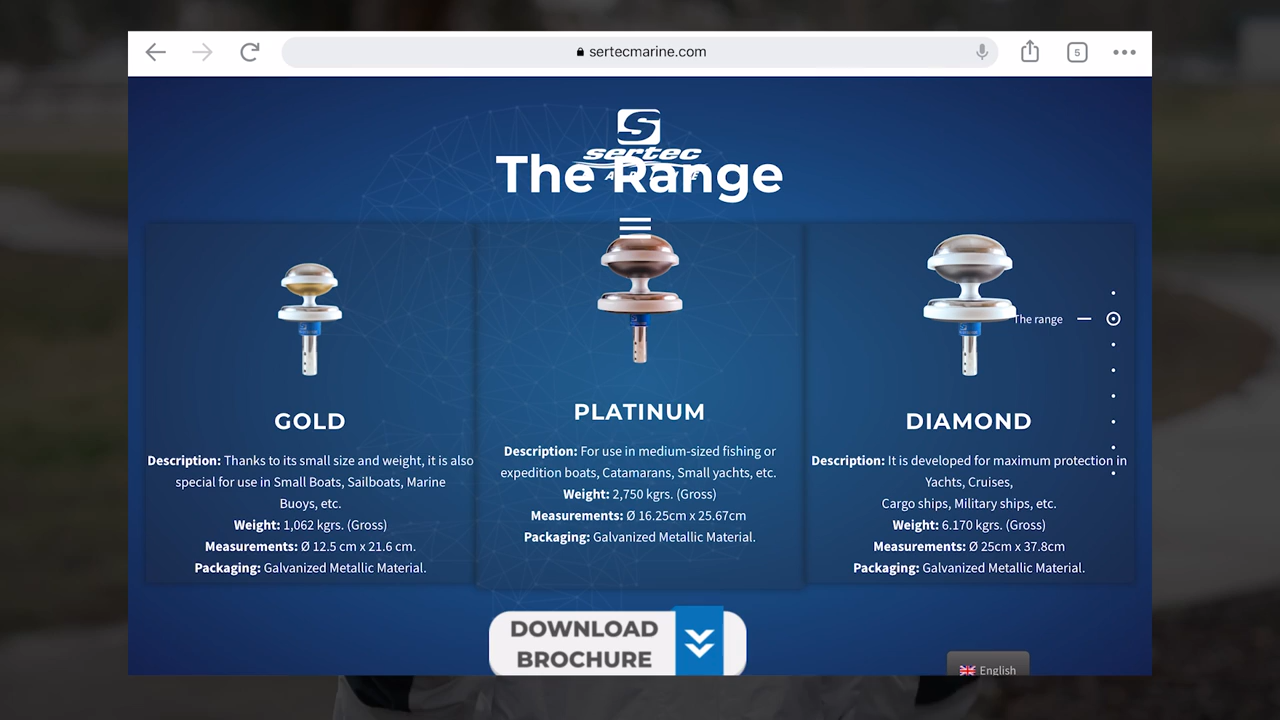 sertecmarine.com
5
S
sertec
The Range
The range
GOLD
Description: Thanks to its small size and weight, it is also
special for use in Small Boats, Sailboats, Marine
Buoys, etc.
Weight: 1,062 kgrs. (Gross)
Measurements: Ø 12.5 cm x 21.6 cm.
Packaging: Galvanized Metallic Material.
PLATINUM
Description: For use in medium-sized fishing or
expedition boats, Catamarans, Small yachts, etc.
Weight: 2,750 kgrs. (Gross)
Measurements: Ø 16.25cm x 25.67cm
Packaging: Galvanized Metallic Material.
DIAMOND
Description: It is developed for maximum protection in
Yachts, Cruises,
Cargo ships, Military ships, etc.
Weight: 6.170 kgrs. (Gross)
Measurements: Ø 25cm x 37.8cm
Packaging: Galvanized Metallic Material.
DOWNLOAD
BROCHURE
English